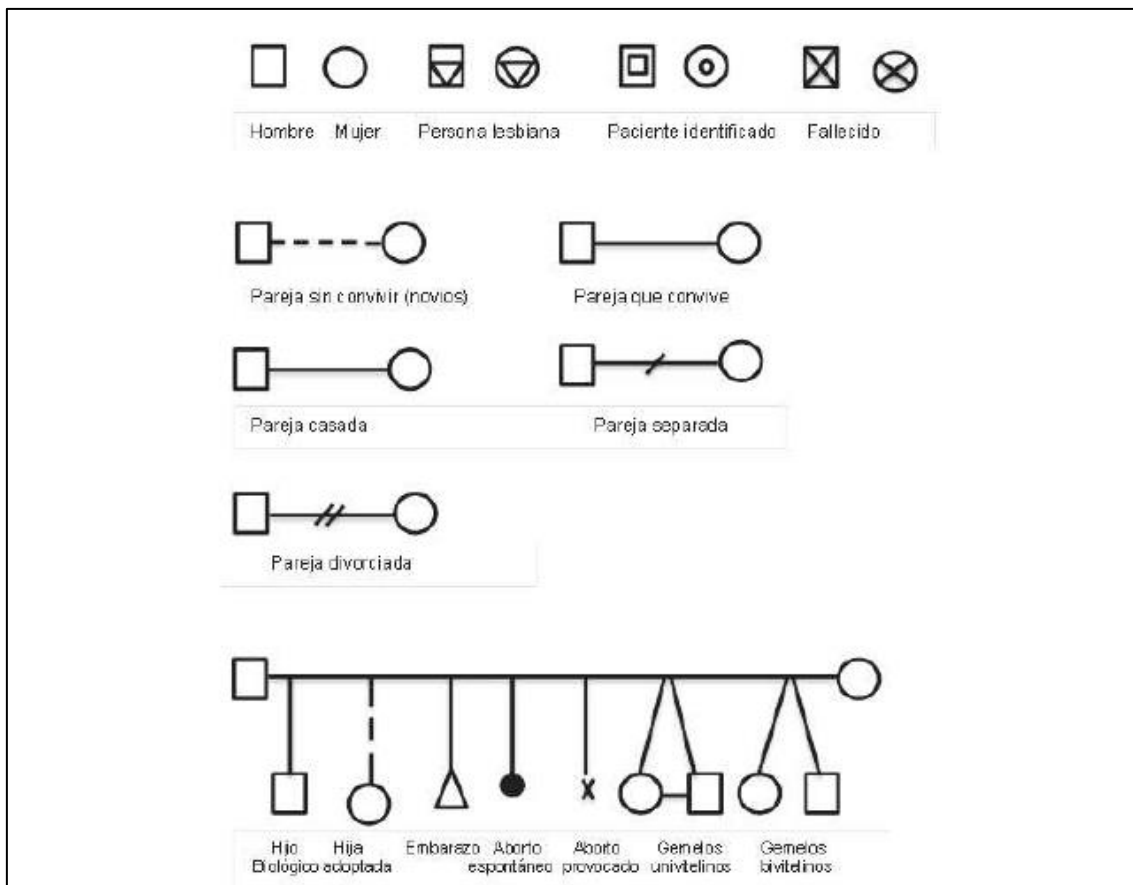 Hombre Mujer Persona lesbiana Paciente identificado Fallecido
Pareja sin convivir (novios) Pareja que convive
Pareja casada Pareja separada
Pareja divorciada
Hijo Hija Embarazo Aborto Aborto Gemelos Gemelos
Biológico adoptada espontáneo provocado univitelinos bivitelinos